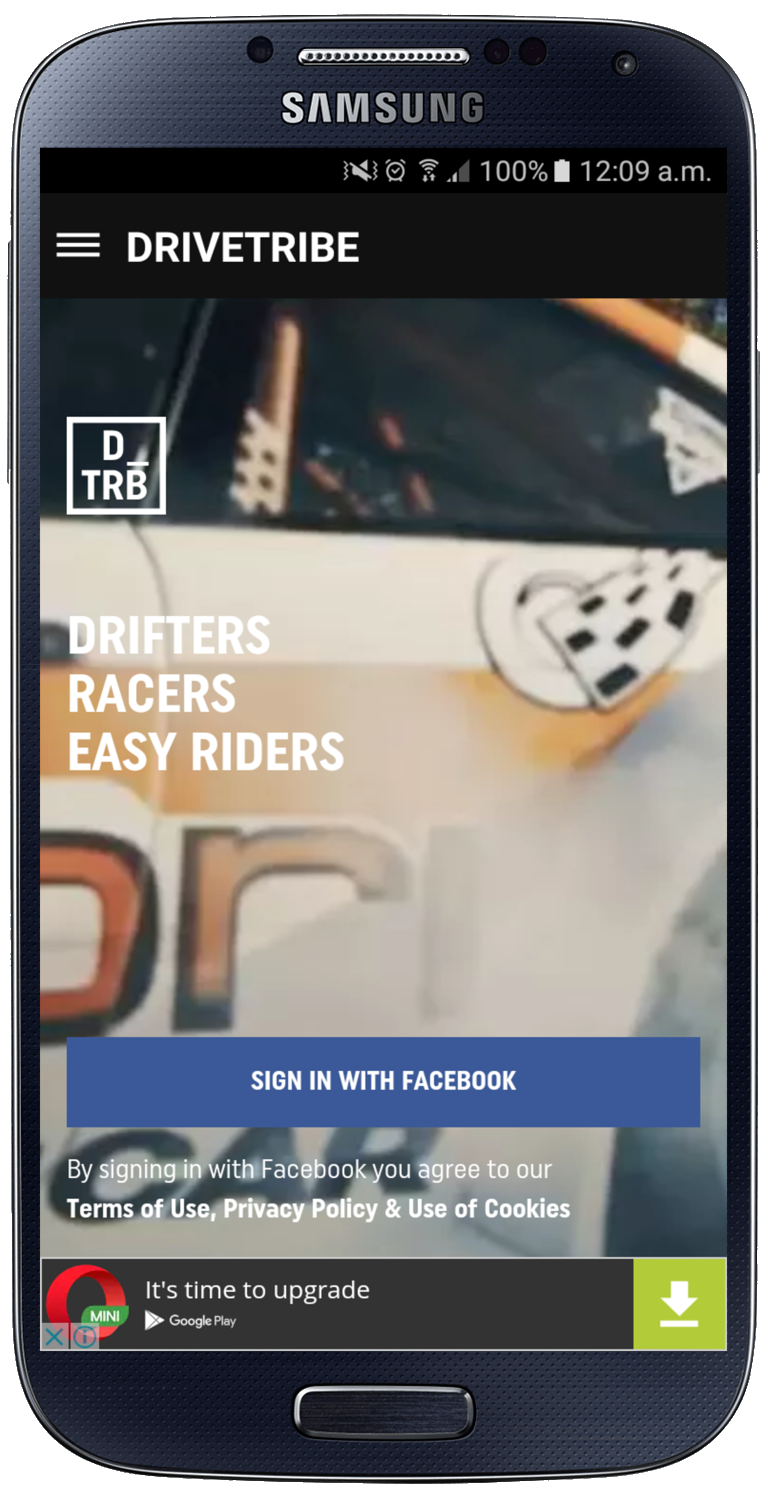 SAMSUNG
100% 12:09 a.m.
DRIVETRIBE
D_
TRB
DRIFTERS
RACERS
EASY RIDERS
ori
SIGN IN WITH FACEBOOK
CAR
By signing in with Facebook you agree to our
Terms of Use, Privacy Policy & Use of Cookies
It's time to upgrade
MINI
Google Play